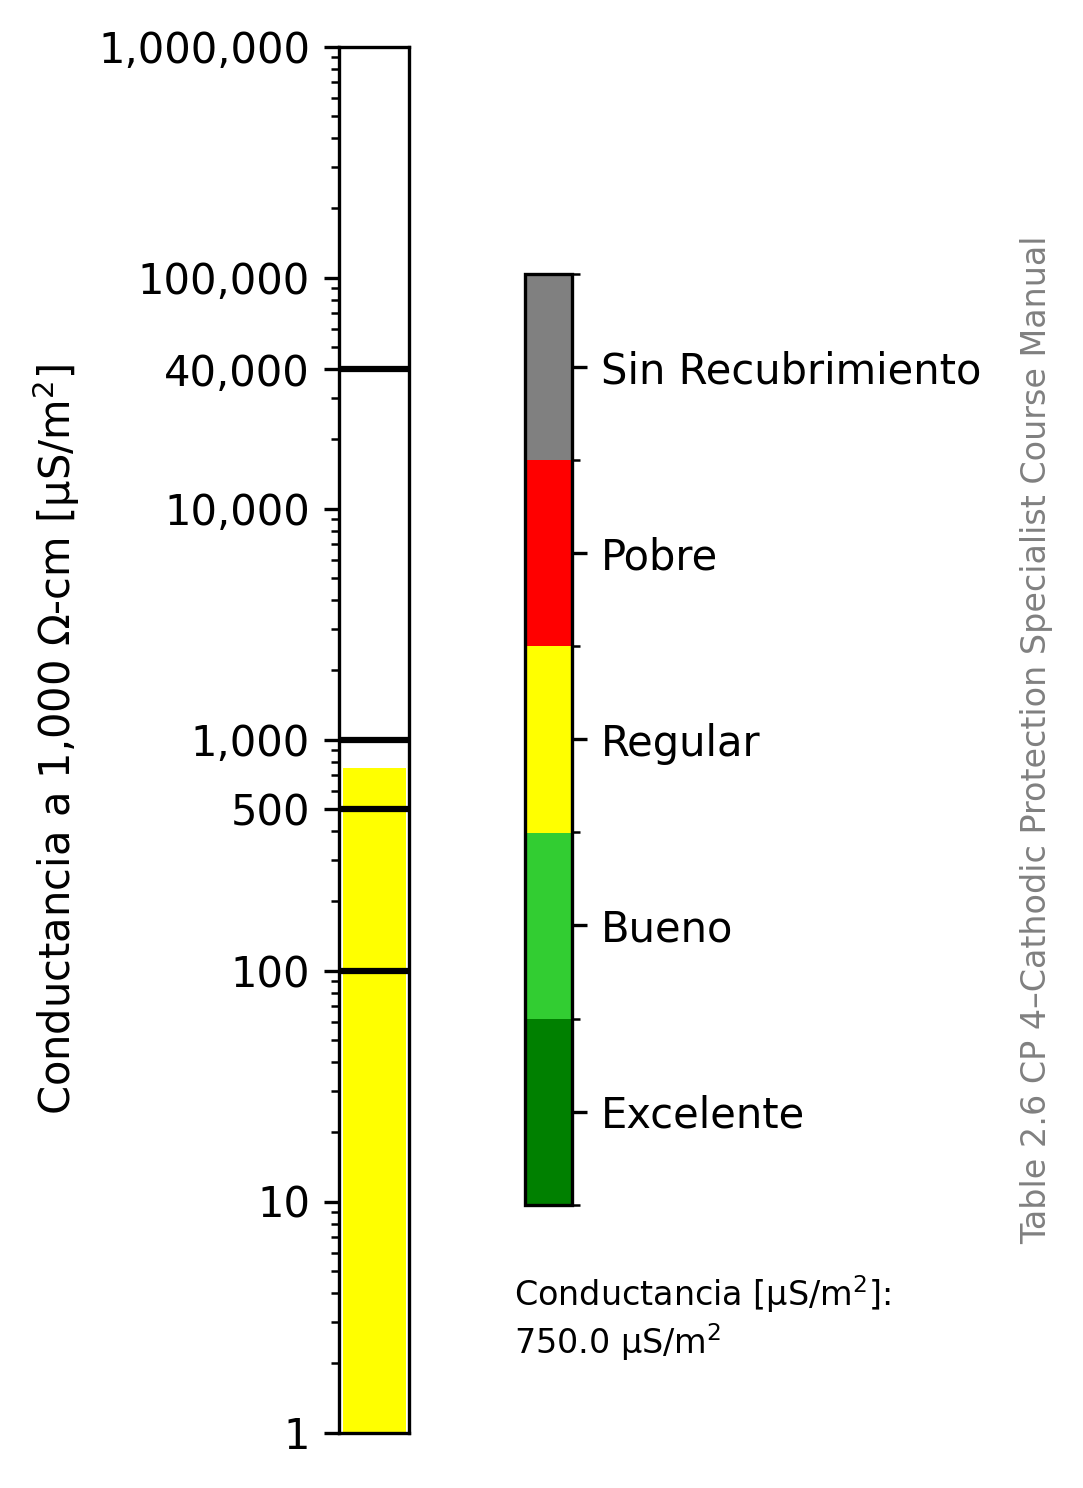 Conductancia a 1,000 Ω-cm [µS/m²]
1,000,000
100,000
40,000
10,000
1,000
500
100
10
1
Sin Recubrimiento
Pobre
Regular
Bueno
Excelente
Conductancia [µS/m²]:
750.0 µS/m²
Table 2.6 CP 4–Cathodic Protection Specialist Course Manual